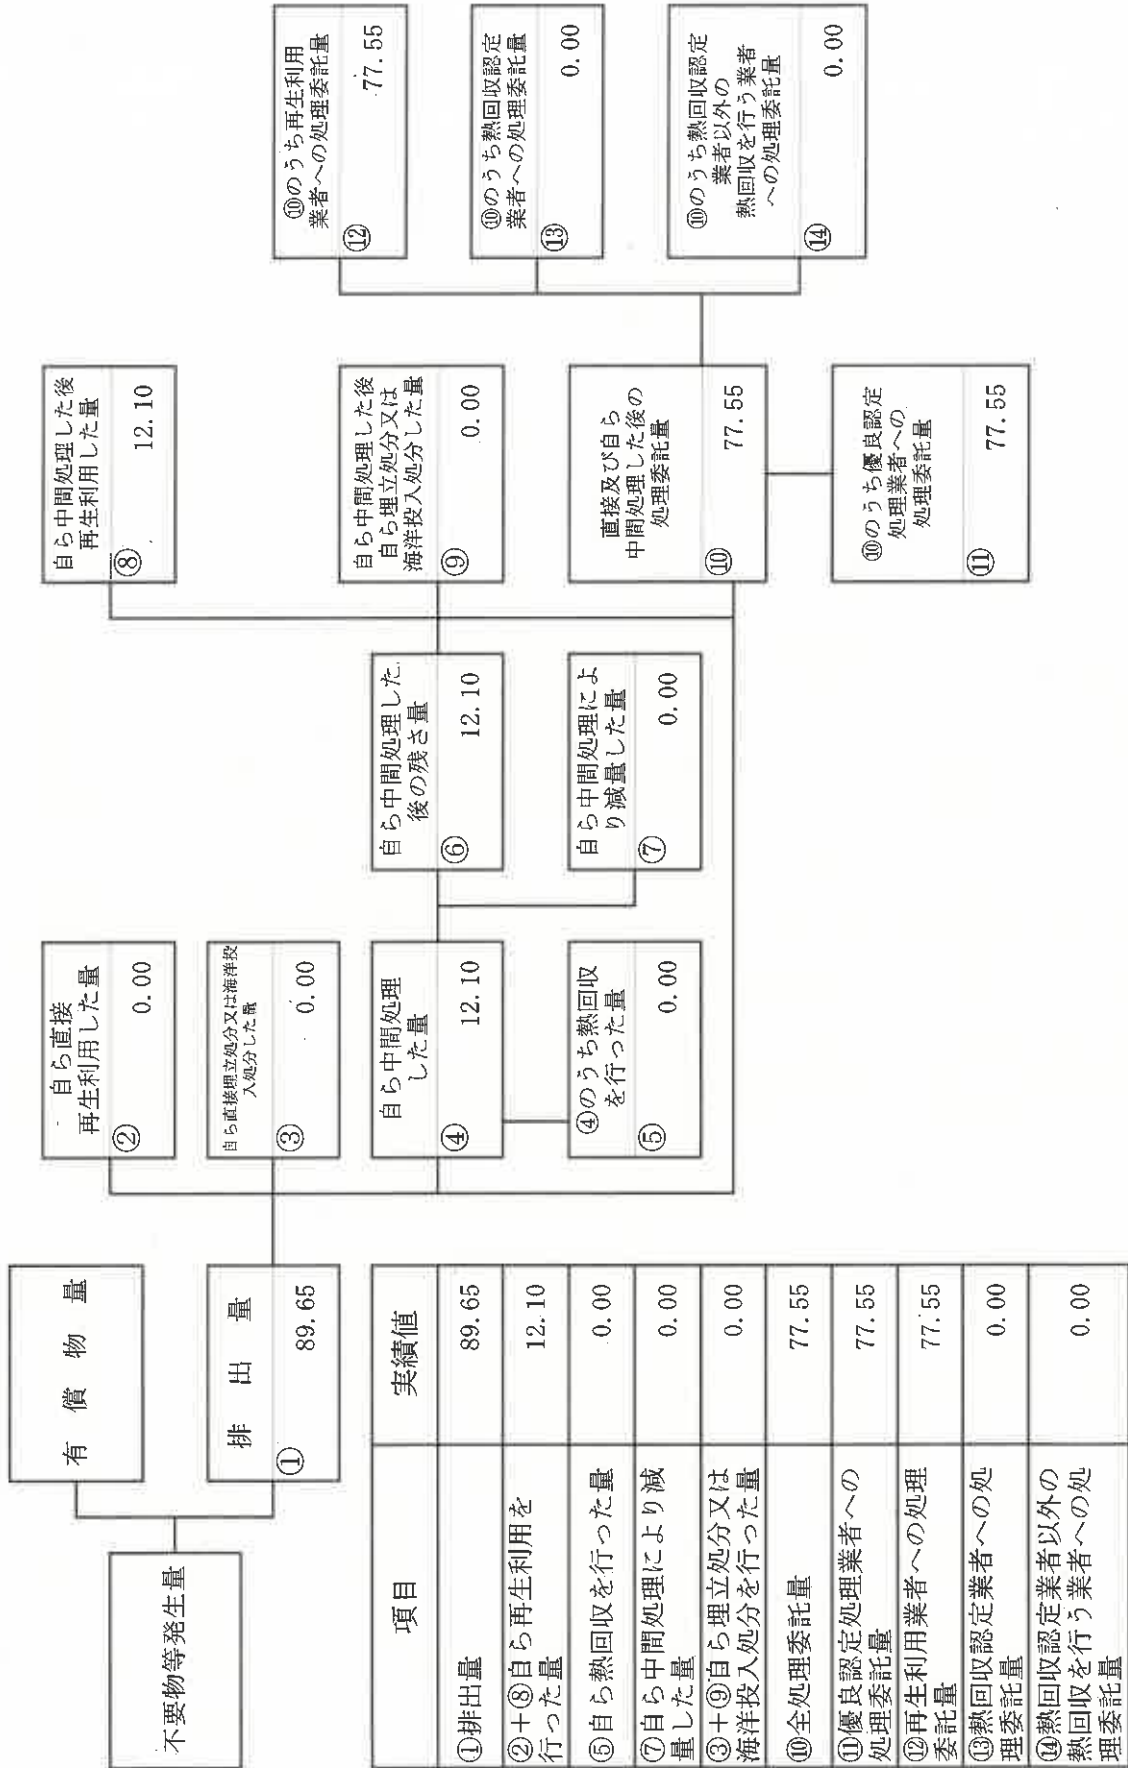 不要物等発生量
有償物量
排出量
①
89.65
自ら直接
再生利用した量
②
0.00
自ら直接埋立処分又は海洋投
入処分した量
③
0.00
自ら中間処理
した量
④
12.10
④のうち熱回収
を行った量
⑤
0.00
自ら中間処理した
後の残さ量
⑥
12.10
自ら中間処理によ
り減量した量
⑦
0.00
自ら中間処理した後
再生利用した量
⑧
12.10
自ら中間処理した後
自ら埋立処分又は
海洋投入処分した量
⑨
0.00
直接及び自ら
中間処理した後の
処理委託量
⑩
77.55
⑩のうち優良認定
処理業者への
処理委託量
⑪
77.55
⑩のうち再生利用
業者への処理委託量
⑫
77.55
⑩のうち熱回収認定
業者への処理委託量
⑬
0.00
⑩のうち熱回収認定
業者以外の
熱回収を行う業者
への処理委託量
⑭
0.00
項目 実績値
①排出量 89.65
②+⑧自ら再生利用を
行った量 12.10
⑤自ら熱回収を行った量 0.00
⑦自ら中間処理により減
量した量 0.00
③+⑨自ら埋立処分又は
海洋投入処分を行った量 0.00
⑩全処理委託量 77.55
⑪優良認定処理業者への
処理委託量 77.55
⑫再生利用業者への処理
委託量 77.55
⑬熱回収認定業者への処
理委託量 0.00
⑭熱回収認定業者以外の
熱回収を行う業者への処
理委託量 0.00